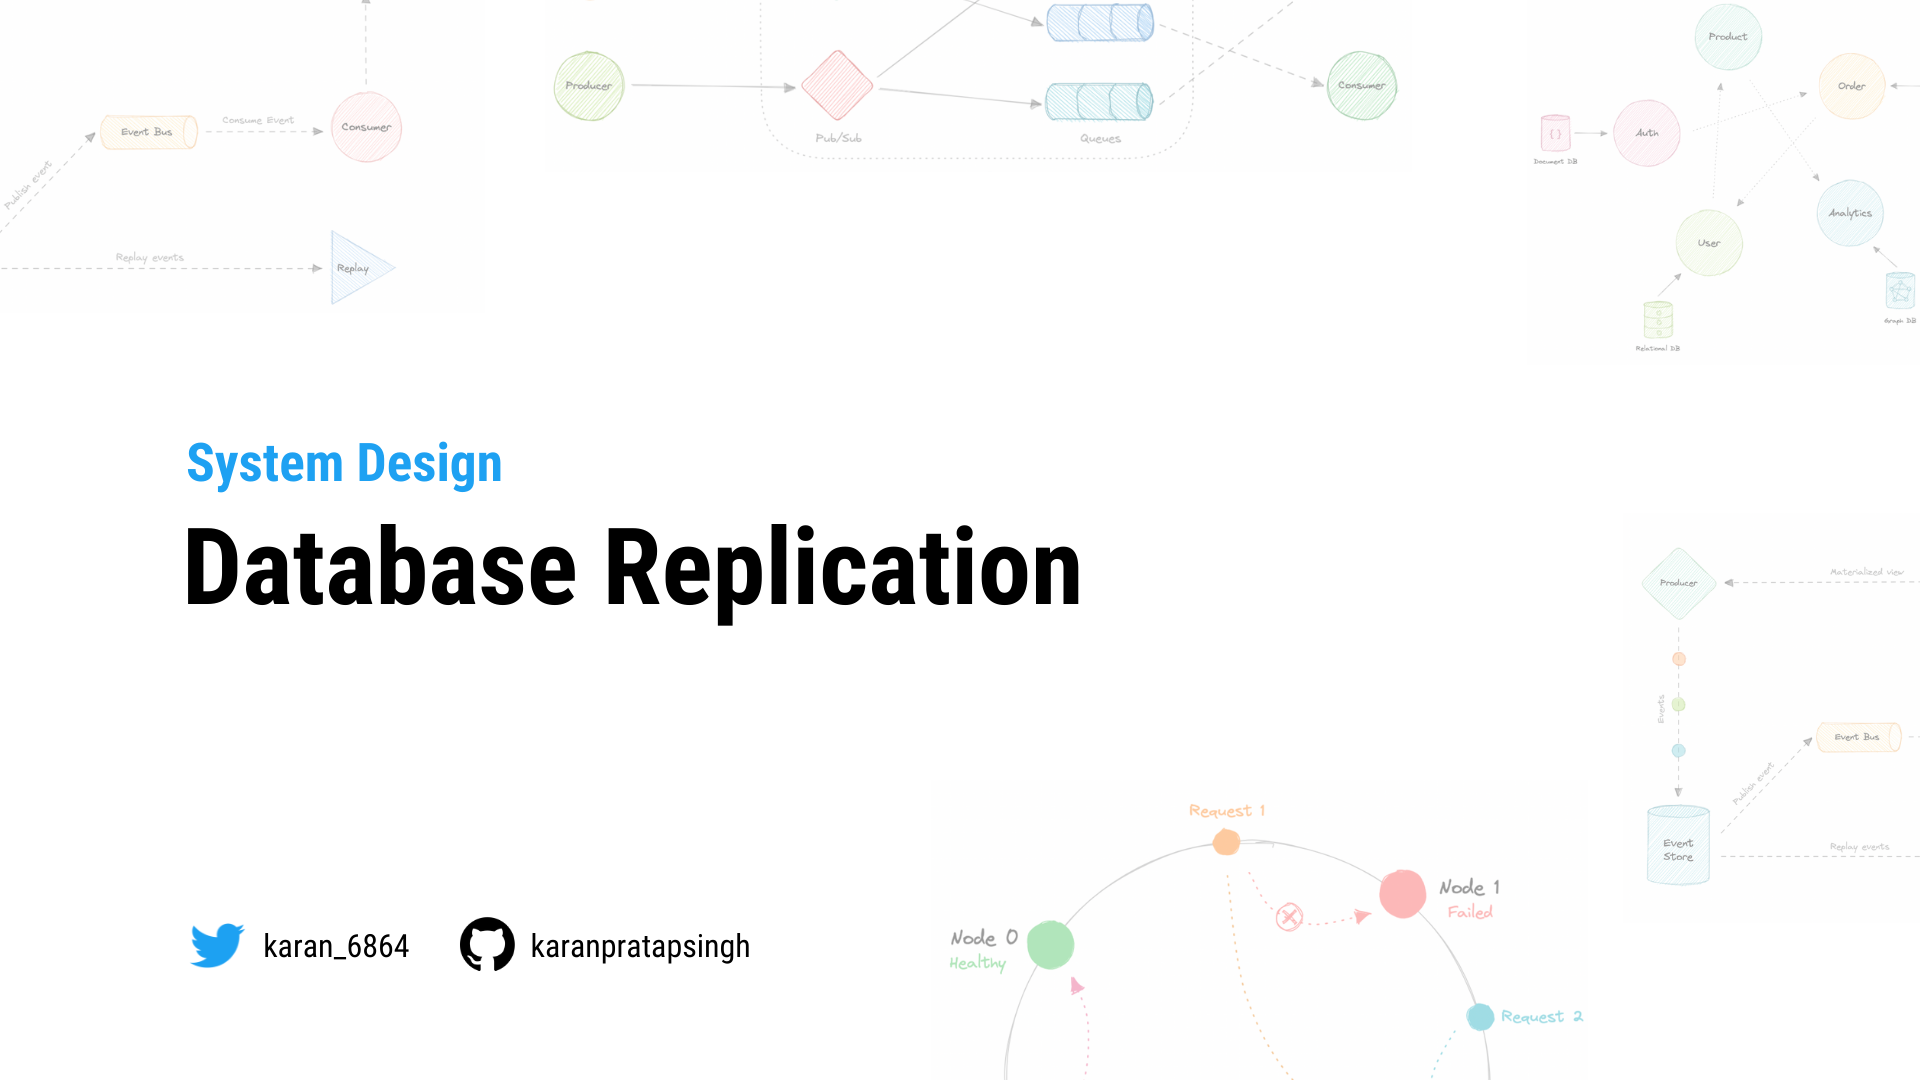 Event Bus
Consume Event
Consumer
Publish event
Replay events
Replay
Producer
Pub/Sub
Queues
Consumer
Product
Order
Auth
{ }
Document DB
Analytics
User
Graph DB
Relational DB
System Design
Database Replication
Producer
Materialized view
Events
Event Bus
Publish event
Event
Store
Replay events
Request 1
Node 1
Failed
Node 0
Healthy
Request 2
karan_6864
karanpratapsingh